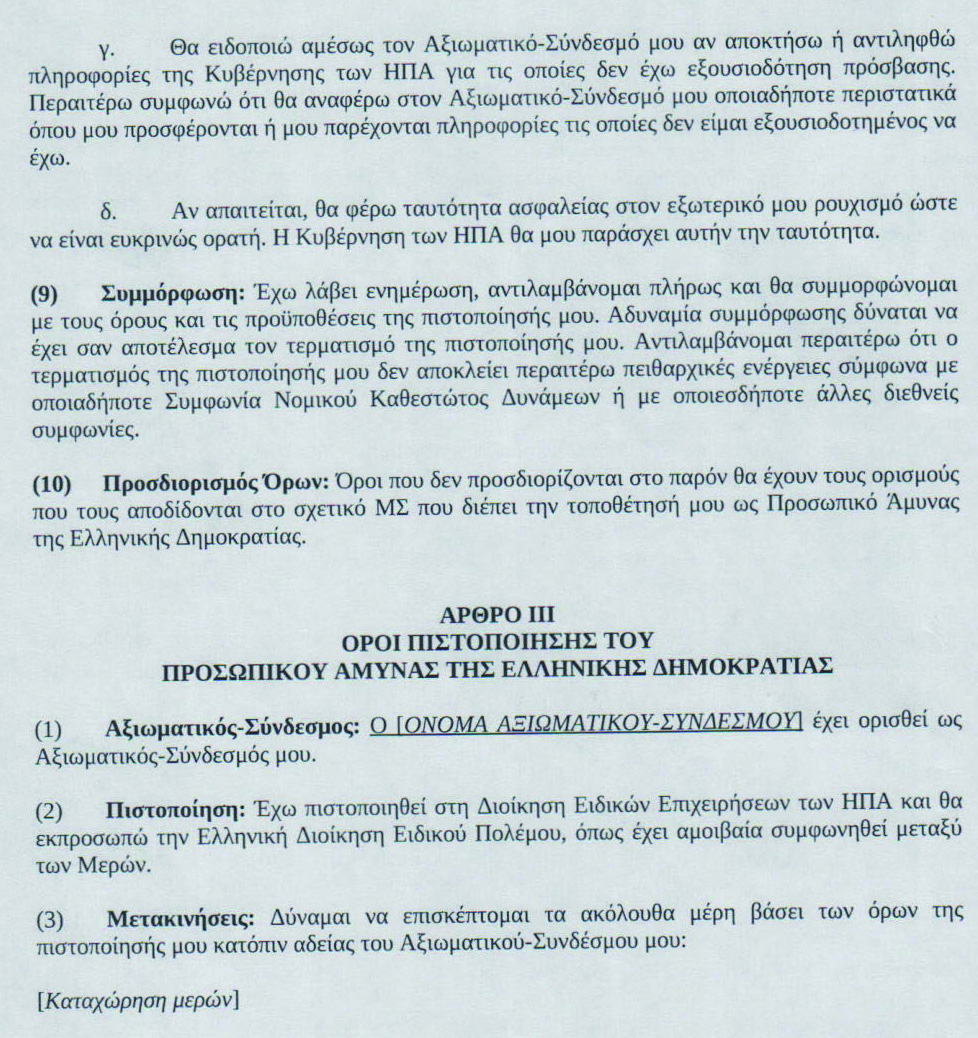 γ. Θα ειδοποιώ αμέσως τον Αξιωματικό-Σύνδεσμό μου αν αποκτήσω ή αντιληφθώ
πληροφορίες της Κυβέρνησης των ΗΠΑ για τις οποίες δεν έχω εξουσιοδότηση πρόσβασης.
Περαιτέρω συμφωνώ ότι θα αναφέρω στον Αξιωματικό-Σύνδεσμό μου οποιαδήποτε περιστατικά
όπου μου προσφέρονται ή μου παρέχονται πληροφορίες τις οποίες δεν είμαι εξουσιοδοτημένος να
έχω.
δ. Αν απαιτείται, θα φέρω ταυτότητα ασφαλείας στον εξωτερικό μου ρουχισμό ώστε
να είναι ευκρινώς ορατή. Η Κυβέρνηση των ΗΠΑ θα μου παράσχει αυτήν την ταυτότητα.
(9) Συμμόρφωση: Έχω λάβει ενημέρωση, αντιλαμβάνομαι πλήρως και θα συμμορφώνομαι
με τους όρους και τις προϋποθέσεις της πιστοποίησής μου. Αδυναμία συμμόρφωσης δύναται να
έχει σαν αποτέλεσμα τον τερματισμό της πιστοποίησής μου. Αντιλαμβάνομαι περαιτέρω ότι ο
τερματισμός της πιστοποίησής μου δεν αποκλείει περαιτέρω πειθαρχικές ενέργειες σύμφωνα με
οποιαδήποτε Συμφωνία Νομικού Καθεστώτος Δυνάμεων ή με οποιεσδήποτε άλλες διεθνείς
συμφωνίες.
(10) Προσδιορισμός Όρων: Όροι που δεν προσδιορίζονται στο παρόν θα έχουν τους ορισμούς
που τους αποδίδονται στο σχετικό ΜΣ που διέπει την τοποθέτησή μου ως Προσωπικό Άμυνας
της Ελληνικής Δημοκρατίας.
ΑΡΘΡΟ ΙΙΙ
ΟΡΟΙ ΠΙΣΤΟΠΟΙΗΣΗΣ ΤΟΥ
ΠΡΟΣΩΠΙΚΟΥ ΑΜΥΝΑΣ ΤΗΣ ΕΛΛΗΝΙΚΗΣ ΔΗΜΟΚΡΑΤΙΑΣ
(1) Αξιωματικός-Σύνδεσμος: Ο [ΟΝΟΜΑ ΑΞΙΩΜΑΤΙΚΟΥ-ΣΥΝΔΕΣΜΟΥ] έχει ορισθεί ως
Αξιωματικός-Σύνδεσμός μου.
(2) Πιστοποίηση: Έχω πιστοποιηθεί στη Διοίκηση Ειδικών Επιχειρήσεων των ΗΠΑ και θα
εκπροσωπώ την Ελληνική Διοίκηση Ειδικού Πολέμου, όπως έχει αμοιβαία συμφωνηθεί μεταξύ
των Μερών.
(3) Μετακινήσεις: Δύναμαι να επισκέπτομαι τα ακόλουθα μέρη βάσει των όρων της
πιστοποίησής μου κατόπιν αδείας του Αξιωματικού-Συνδέσμου μου:
[Καταχώρηση μερών]